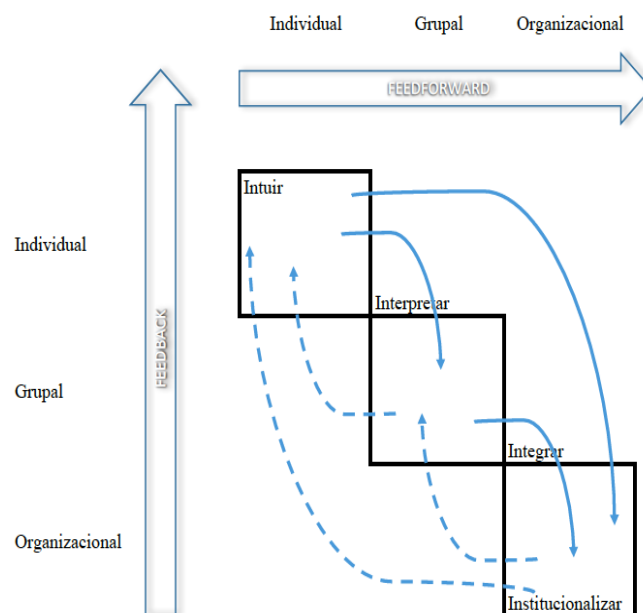 Individual Grupal Organizacional
FEEDFORWARD
Intuir
Individual
Interpretar
FEEDBACK
Grupal
Integrar
Organizacional
Institucionalizar